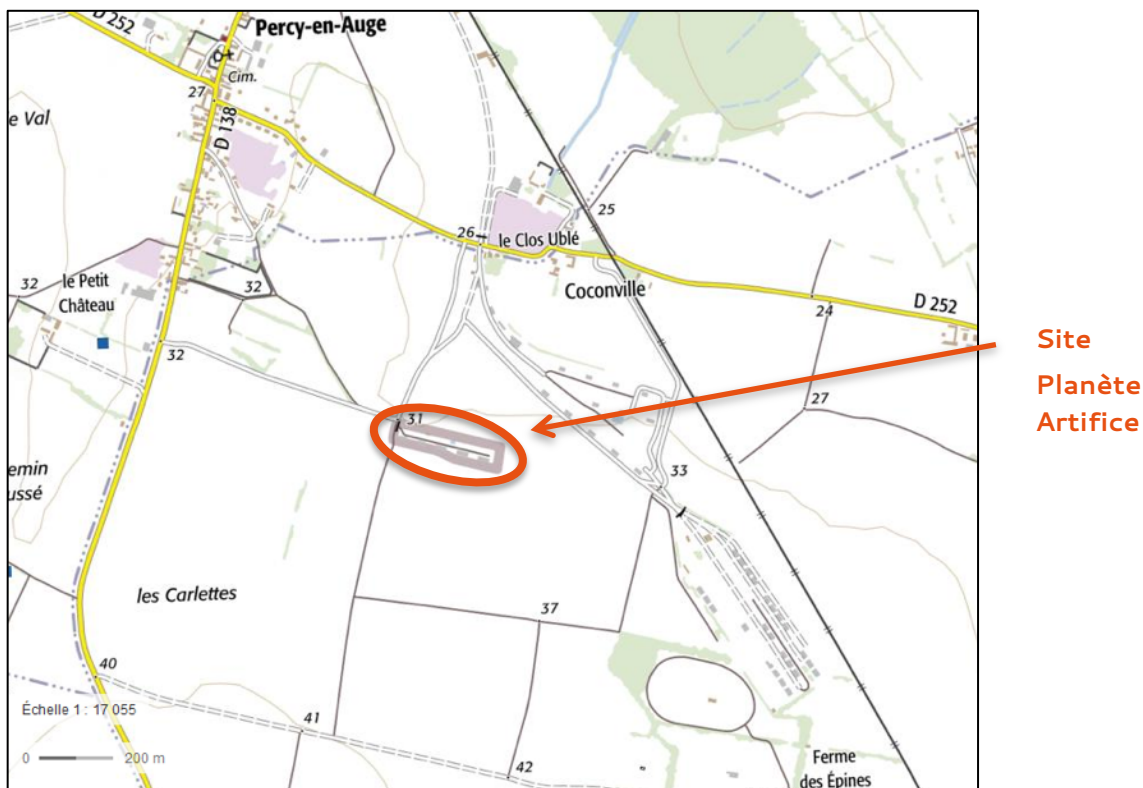 D 252
Percy-en-Auge
Cim.
27
e Val
D 138
25
26
le Clos Ublé
32
le Petit
Château
32
Coconville
24
D 252
32
Site
Planète
Artifice
27
31
33
emin
ussé
les Carlettes
37
40
Échelle 1 : 17 055
41
0
200 m
42
Ferme
des Épines